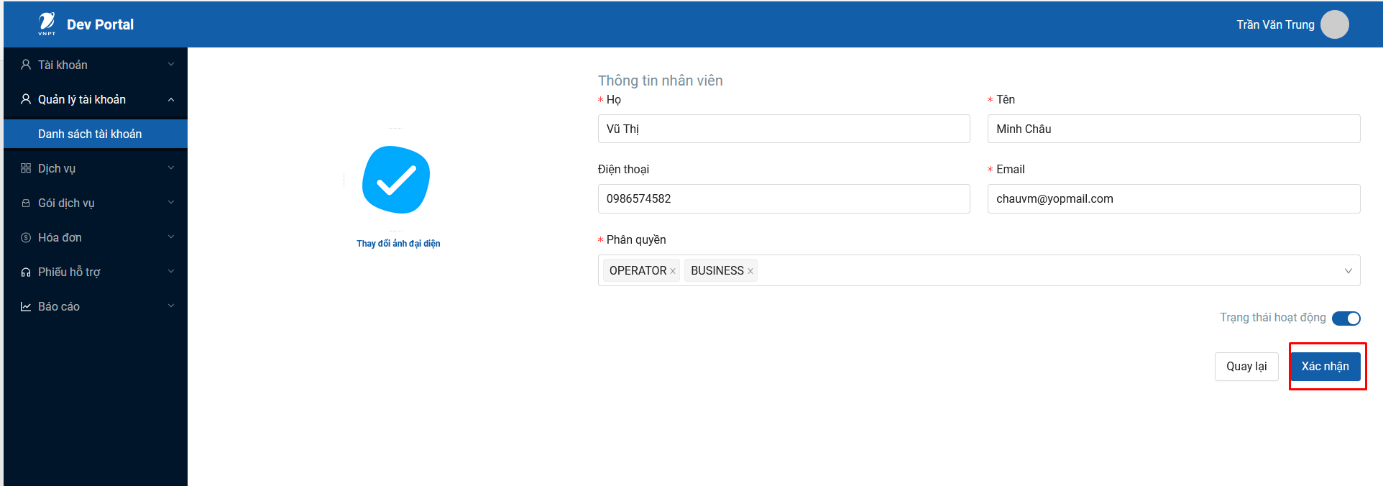 VNPT
Dev Portal
Trần Văn Trung
Tài khoản
Quản lý tài khoản
Danh sách tài khoản
Dịch vụ
Gói dịch vụ
Hóa đơn
Phiếu hỗ trợ
Báo cáo
Thay đổi ảnh đại diện
Thông tin nhân viên
* Họ
* Tên
Vũ Thị
Minh Châu
Điện thoại
* Email
0986574582
chauvm@yopmail.com
* Phân quyền
OPERATOR × BUSINESS ×
Trạng thái hoạt động
Quay lại
Xác nhận